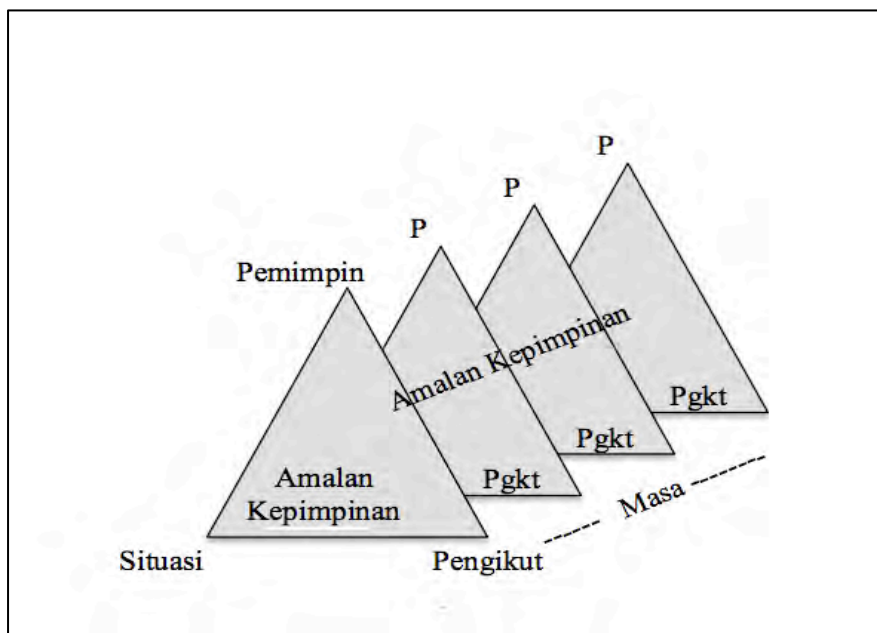 P
P
P
Pemimpin
Amalan Kepimpinan
Pgkt
Pgkt
Pgkt
Amalan
Kepimpinan
Masa
Situasi
Pengikut